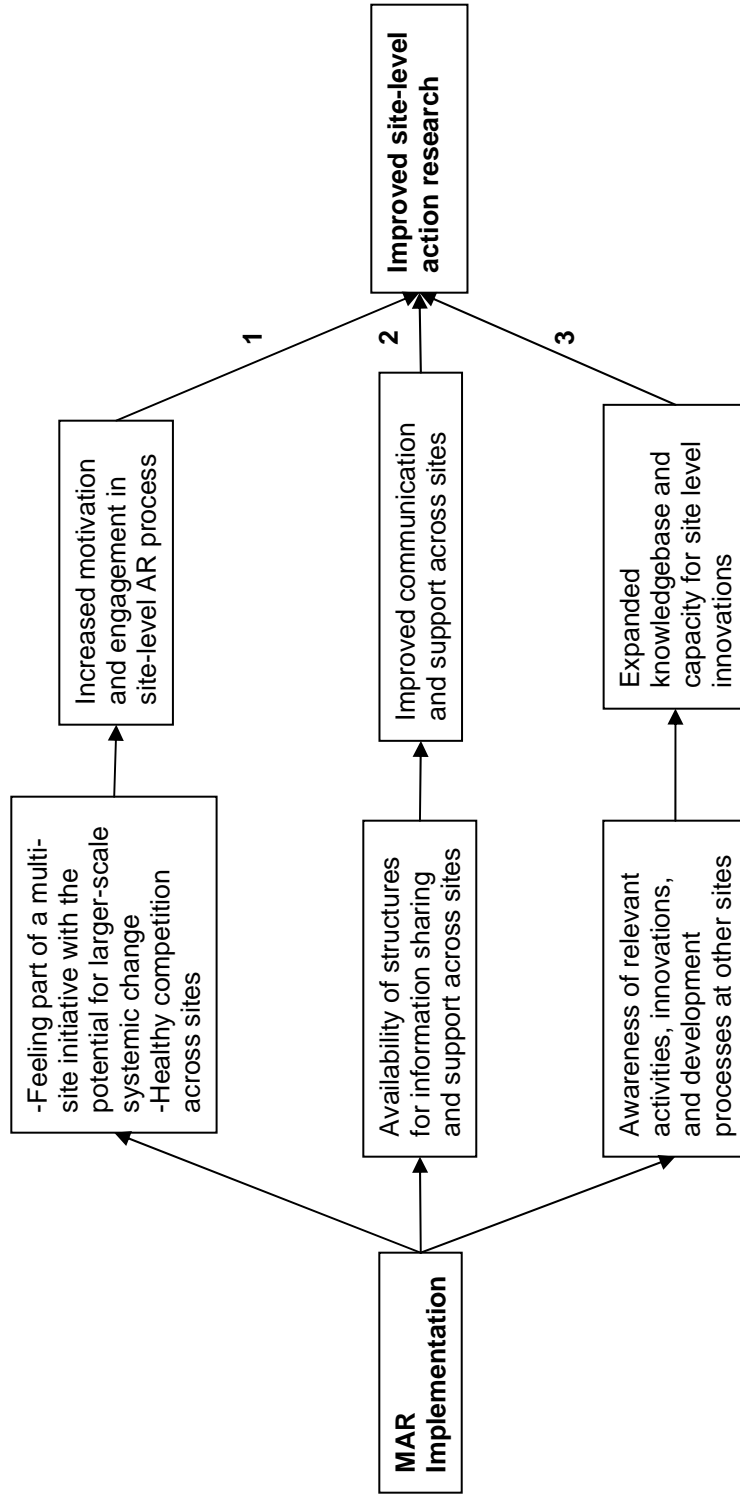 MAR
Implementation
-Feeling part of a multi-
site initiative with the
potential for larger-scale
systemic change
-Healthy competition
across sites
Increased motivation
and engagement in
site-level AR process
1
Availability of structures
for information sharing
and support across sites
Improved communication
and support across sites
2
Awareness of relevant
activities, innovations,
and development
processes at other sites
Expanded
knowledgebase and
capacity for site level
innovations
3
Improved site-level
action research